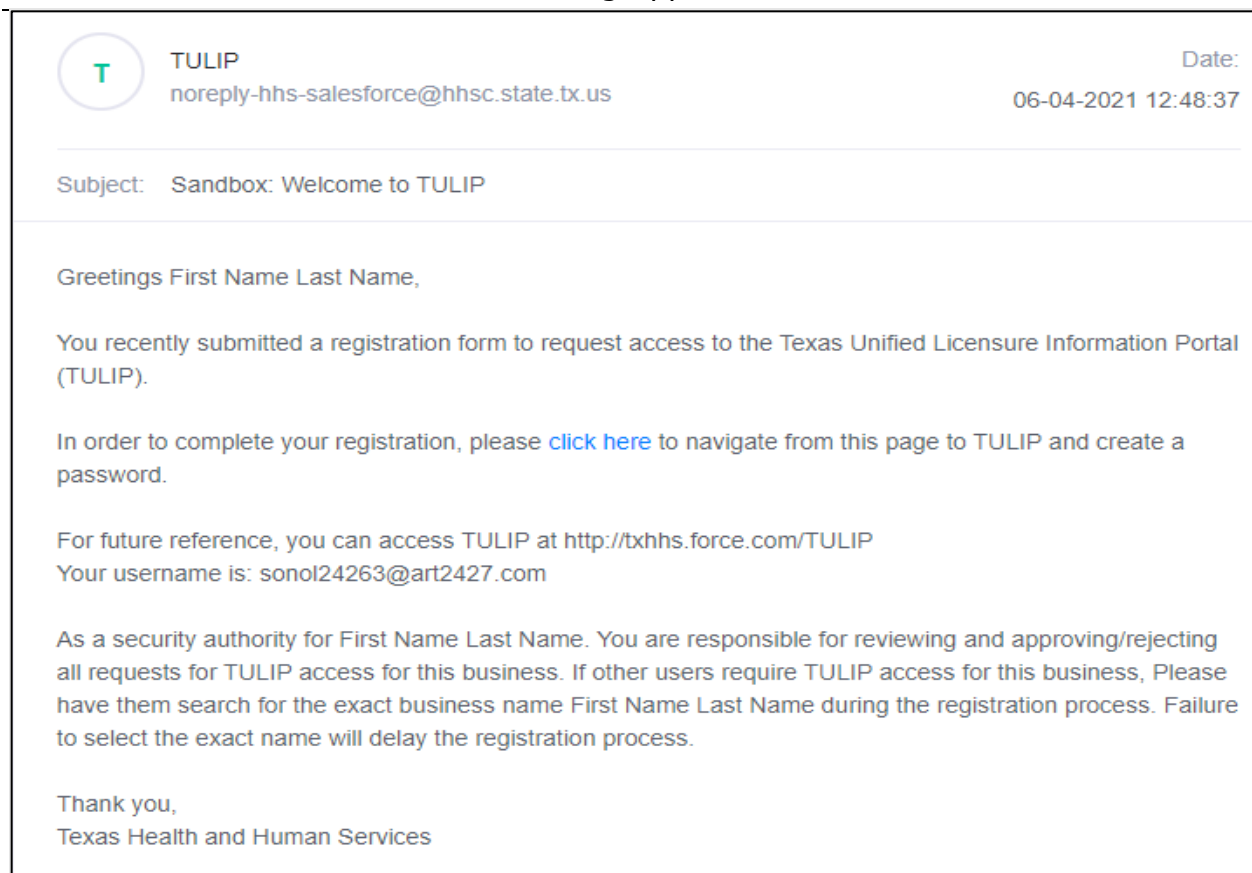 T
TULIP
noreply-hhs-salesforce@hhsc.state.tx.us
Date:
06-04-2021 12:48:37
Subject: Sandbox: Welcome to TULIP
Greetings First Name Last Name,
You recently submitted a registration form to request access to the Texas Unified Licensure Information Portal
(TULIP).
In order to complete your registration, please click here to navigate from this page to TULIP and create a
password.
For future reference, you can access TULIP at http://txhhs.force.com/TULIP
Your username is: sonol24263@art2427.com
As a security authority for First Name Last Name. You are responsible for reviewing and approving/rejecting
all requests for TULIP access for this business. If other users require TULIP access for this business, Please
have them search for the exact business name First Name Last Name during the registration process. Failure
to select the exact name will delay the registration process.
Thank you,
Texas Health and Human Services